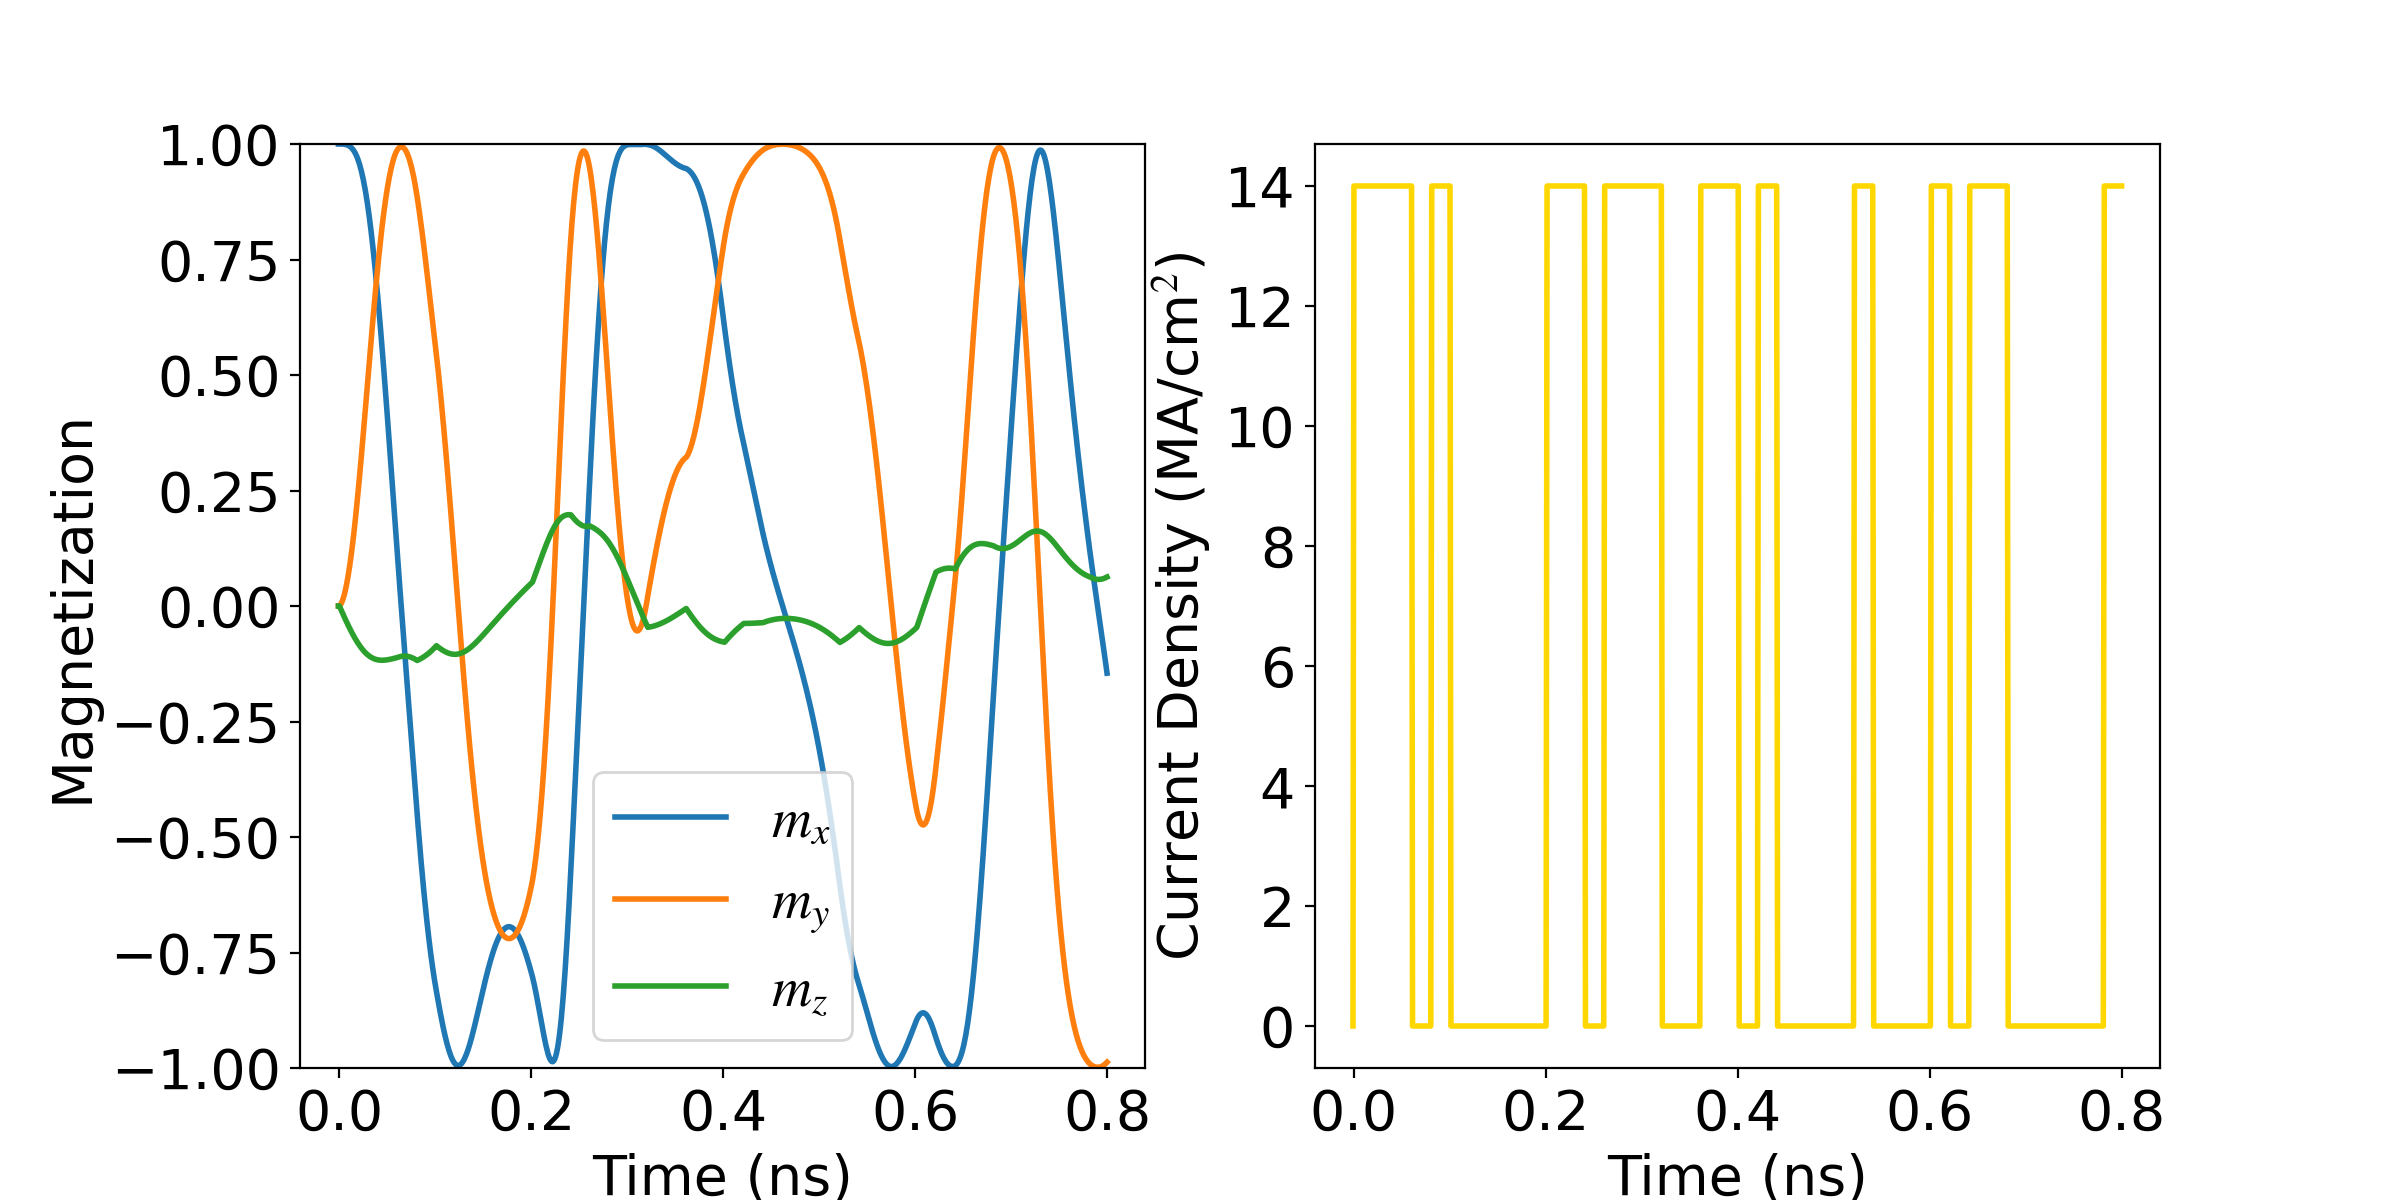 1.00
0.75
0.50
0.25
0.00
−0.25
−0.50
−0.75
−1.00
Magnetization
m_x
m_y
m_z
0.0 0.2 0.4 0.6 0.8
Time (ns)
14
12
10
8
6
4
2
0
Current Density (MA/cm²)
0.0 0.2 0.4 0.6 0.8
Time (ns)